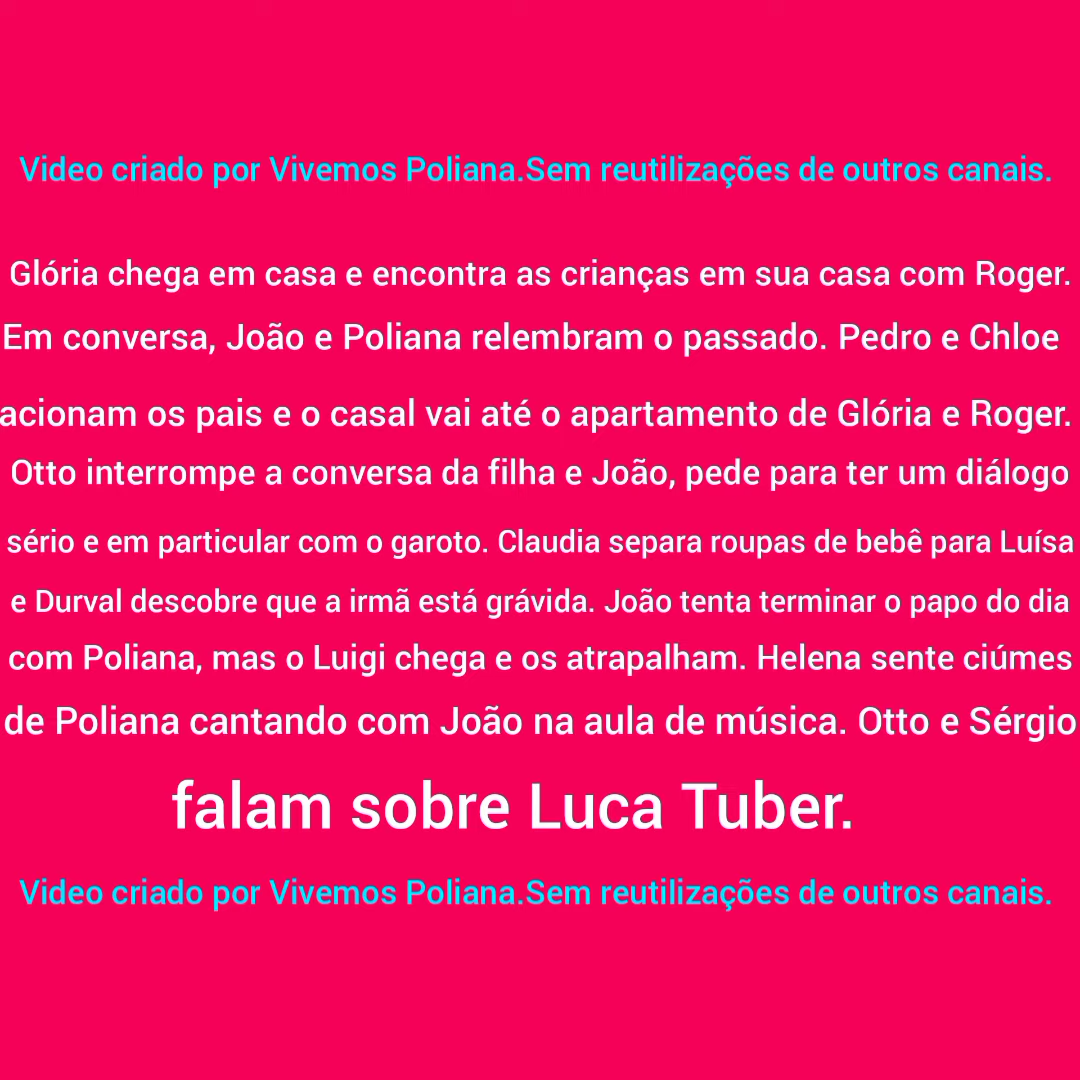 Video criado por Vivemos Poliana.Sem reutilizações de outros canais.
Glória chega em casa e encontra as crianças em sua casa com Roger.
Em conversa, João e Poliana relembram o passado. Pedro e Chloe
acionam os pais e o casal vai até o apartamento de Glória e Roger.
Otto interrompe a conversa da filha e João, pede para ter um diálogo
sério e em particular com o garoto. Claudia separa roupas de bebê para Luísa
e Durval descobre que a irmã está grávida. João tenta terminar o papo do dia
com Poliana, mas o Luigi chega e os atrapalham. Helena sente ciúmes
de Poliana cantando com João na aula de música. Otto e Sérgio
falam sobre Luca Tuber.
Video criado por Vivemos Poliana.Sem reutilizações de outros canais.